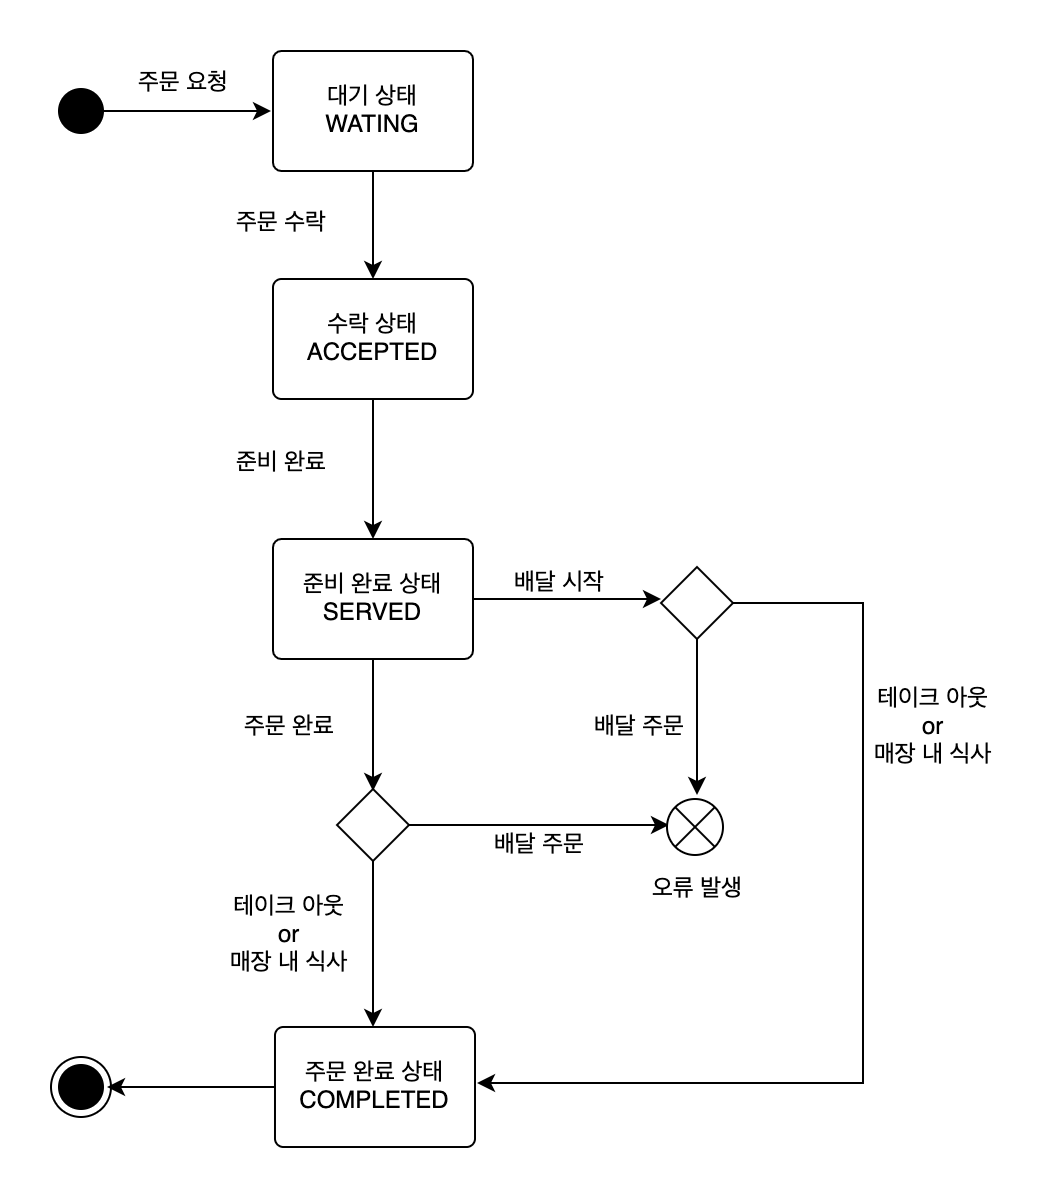 주문 요청
대기 상태
WATING
주문 수락
수락 상태
ACCEPTED
준비 완료
준비 완료 상태
SERVED
배달 시작
주문 완료
배달 주문
테이크 아웃
or
매장 내 식사
배달 주문
오류 발생
테이크 아웃
or
매장 내 식사
주문 완료 상태
COMPLETED